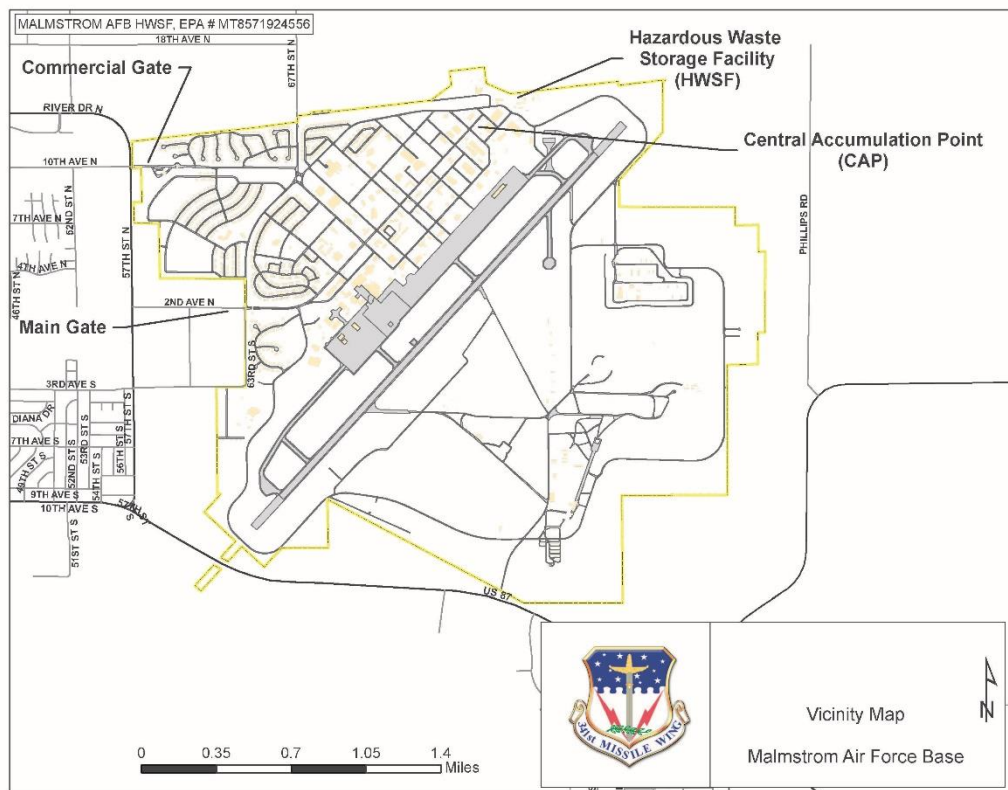 MALMSTROM AFB HWSF, EPA # MT8571924556
18TH AVE N
67TH ST N
Commercial Gate
Hazardous Waste
Storage Facility
(HWSF)
RIVER DR N
Central Accumulation Point
(CAP)
10TH AVE N
62ND ST N
7TH AVE N
57TH ST N
PHILLIPS RD
4TH AVE N
46TH ST N
2ND AVE N
Main Gate
63RD ST S
3RD AVE S
DIANA DR
57TH ST S
7TH AVE S
49TH ST S
52ND ST S
53RD ST S
56TH ST S
54TH ST S
9TH AVE S
10TH AVE S
57TH ST
S
51ST ST S
US 87
0 0.35 0.7 1.05 1.4
Miles
341st MISSILE WING
N
Vicinity Map
Malmstrom Air Force Base